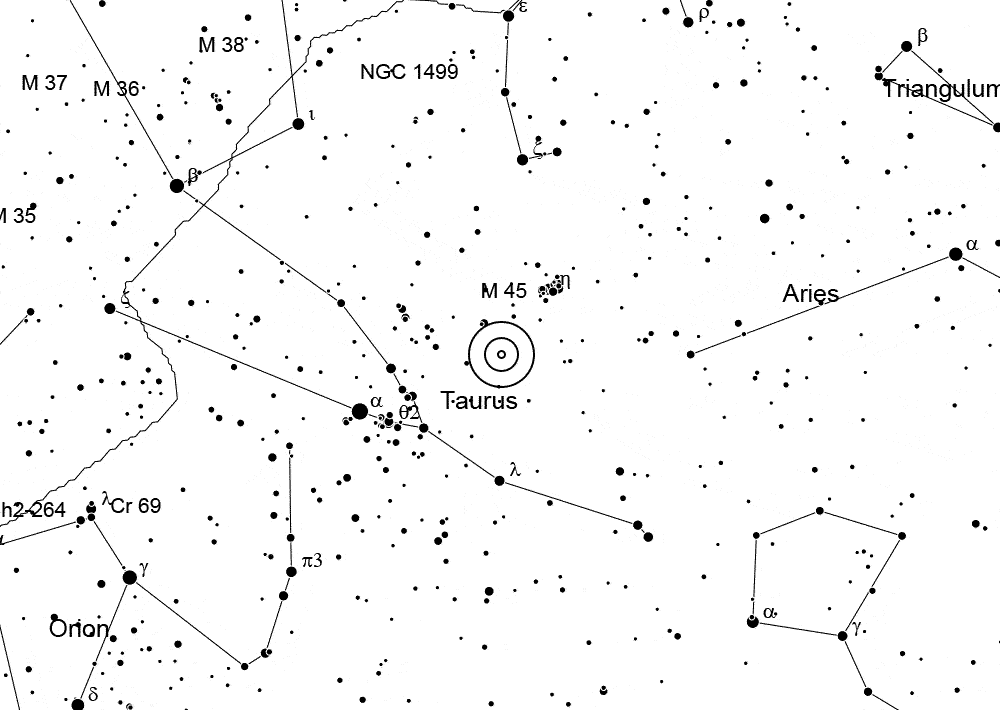 ε
ρ
β
M 38
NGC 1499
M 37
M 36
Triangulum
ι
ζ
β
M 35
α
η
M 45
Aries
ζ
α
Taurus
θ2
λ
h2-264
λ
Cr 69
π3
γ
α
γ
Orion
δ